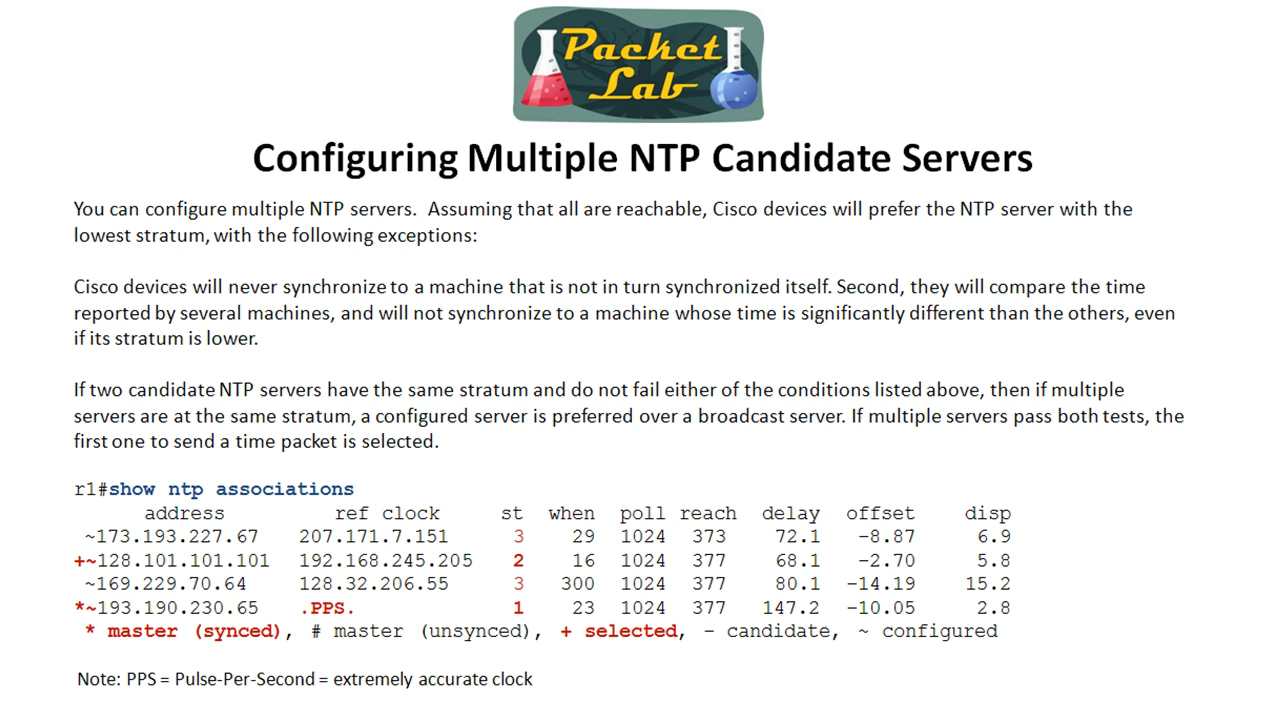 Packet
Lab
Configuring Multiple NTP Candidate Servers
You can configure multiple NTP servers.  Assuming that all are reachable, Cisco devices will prefer the NTP server with the
lowest stratum, with the following exceptions:
Cisco devices will never synchronize to a machine that is not in turn synchronized itself. Second, they will compare the time
reported by several machines, and will not synchronize to a machine whose time is significantly different than the others, even
if its stratum is lower.
If two candidate NTP servers have the same stratum and do not fail either of the conditions listed above, then if multiple
servers are at the same stratum, a configured server is preferred over a broadcast server. If multiple servers pass both tests, the
first one to send a time packet is selected.
r1#show ntp associations
address ref clock st when poll reach delay offset disp
~173.193.227.67 207.171.7.151 3 29 1024 373 72.1 -8.87 6.9
+~128.101.101.101 192.168.245.205 2 16 1024 377 68.1 -2.70 5.8
~169.229.70.64 128.32.206.55 3 300 1024 377 80.1 -14.19 15.2
*~193.190.230.65 .PPS. 1 23 1024 377 147.2 -10.05 2.8
* master (synced), # master (unsynced), + selected, - candidate, ~ configured
Note: PPS = Pulse-Per-Second = extremely accurate clock